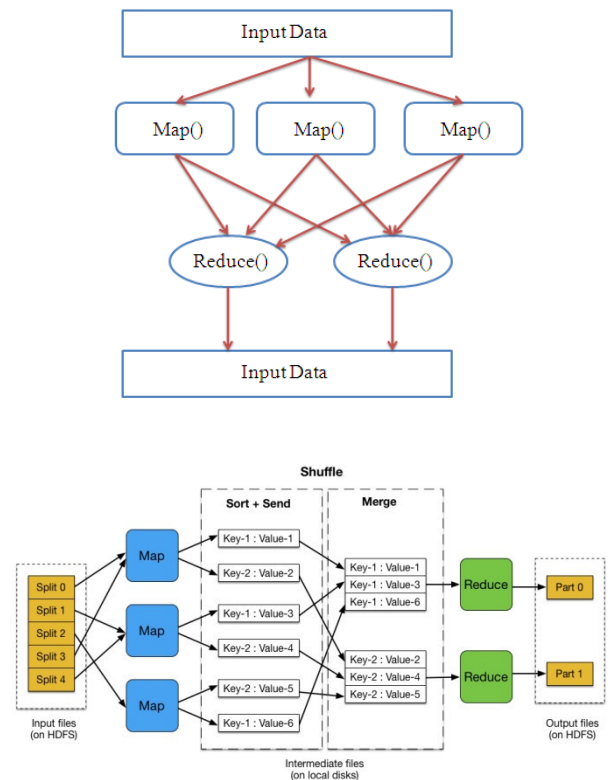 Input Data
Map() Map() Map()
Reduce() Reduce()
Input Data
Shuffle
Sort + Send Merge
Map
Key-1 : Value-1
Key-2 : Value-2
Key-1 : Value-1
Key-1 : Value-3
Key-1 : Value-6
Reduce
Part 0
Split 0
Split 1
Split 2
Split 3
Split 4
Map
Key-1 : Value-3
Key-2 : Value-4
Key-2 : Value-2
Key-2 : Value-4
Key-2 : Value-5
Reduce
Part 1
Map
Key-2 : Value-5
Key-1 : Value-6
Input files
(on HDFS)
Output files
(on HDFS)
Intermediate files
(on local disks)